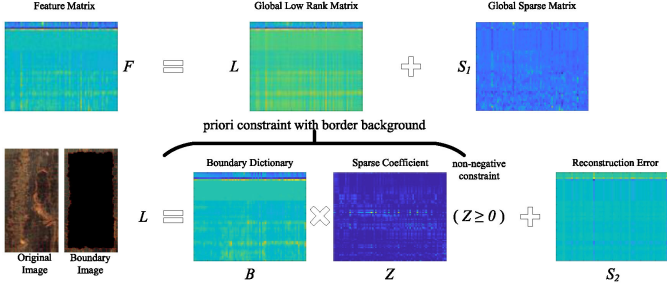 Feature Matrix
Global Low Rank Matrix
Global Sparse Matrix
F = L + S1
priori constraint with border background
Boundary Dictionary
Sparse Coefficient
non-negative
constraint
Reconstruction Error
L = B × Z (Z ≥ 0) + S2
Original
Image
Boundary
Image